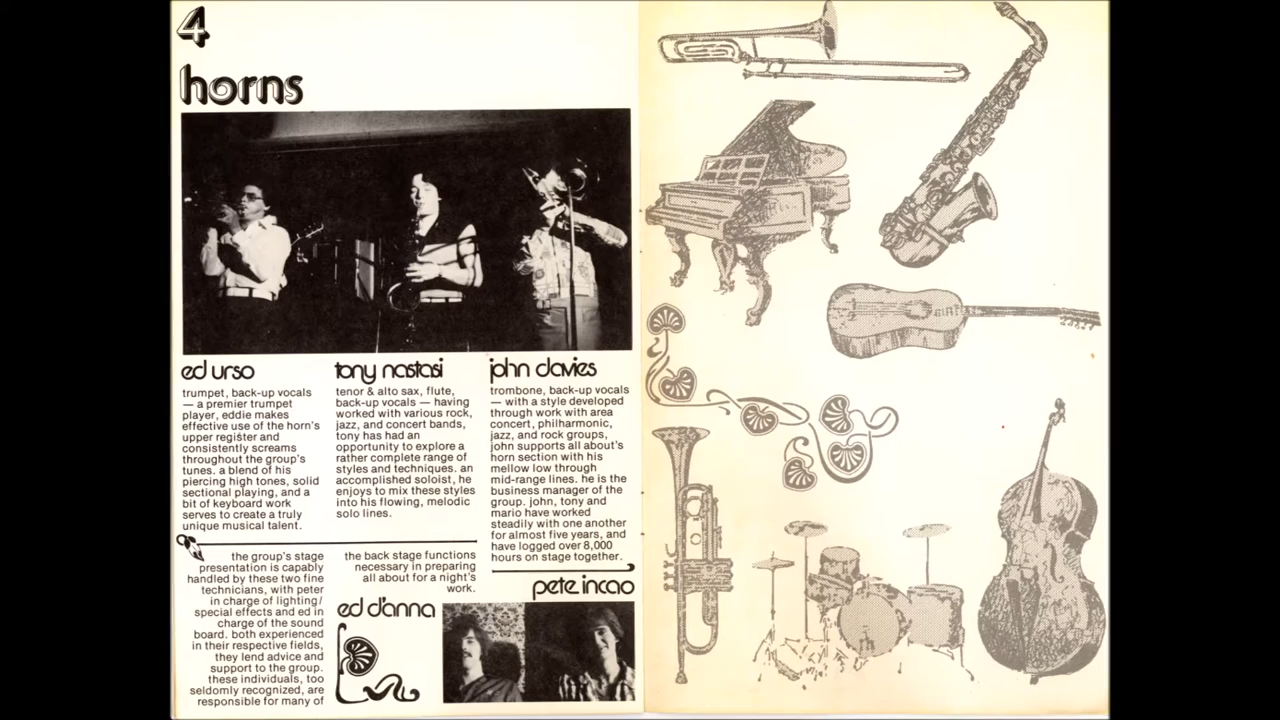 4
horns
ed urso
trumpet, back-up vocals
— a premier trumpet
player, eddie makes
effective use of the horn's
upper register and
consistently screams
throughout the group's
tunes. a blend of his
piercing high tones, solid
sectional playing, and a
bit of keyboard work
serves to create a truly
unique musical talent.
tony nastasi
tenor & alto sax, flute,
back-up vocals — having
worked with various rock,
jazz, and concert bands,
tony has had an
opportunity to explore a
rather complete range of
styles and techniques. an
accomplished soloist, he
enjoys to mix these styles
into his flowing, melodic
solo lines.
john davies
trombone, back-up vocals
— with a style developed
through work with area
concert, philharmonic,
jazz, and rock groups,
john supports all about's
horn section with his
mellow low through
mid-range lines. he is the
business manager of the
group. john, tony and
mario have worked
steadily with one another
for almost five years, and
have logged over 8,000
hours on stage together.
the group's stage
presentation is capably
handled by these two fine
technicians, with peter
in charge of lighting/
special effects and ed in
charge of the sound
board. both experienced
in their respective fields,
they lend advice and
support to the group.
these individuals, too
seldomly recognized, are
responsible for many of
the back stage functions
necessary in preparing
all about for a night's
work.
ed d'anna
pete incao